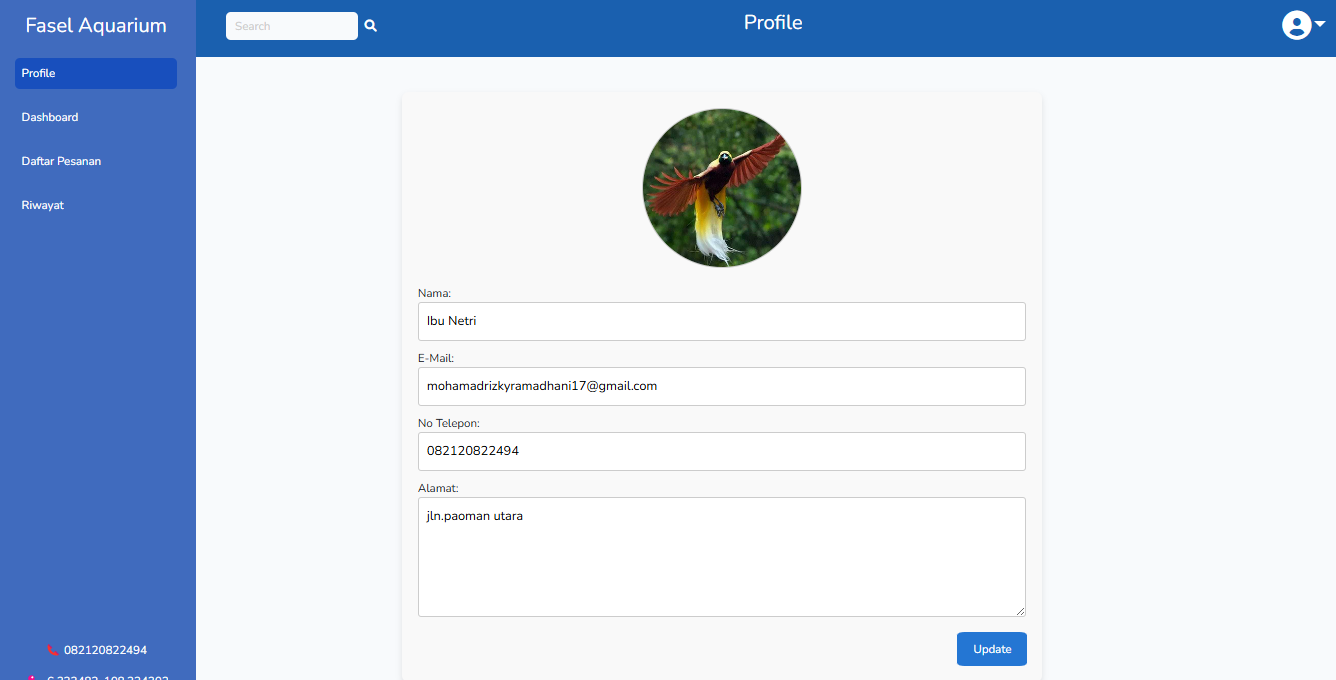 Fasel Aquarium
Search
Profile
Profile
Dashboard
Daftar Pesanan
Riwayat
Nama:
Ibu Netri
E-Mail:
mohamadrizkyramadhani17@gmail.com
No Telepon:
082120822494
Alamat:
jln.paoman utara
Update
082120822494